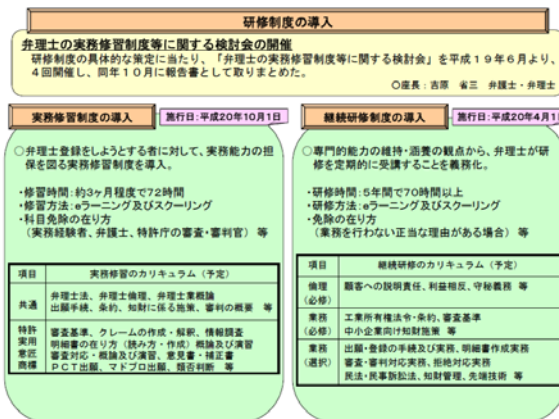 研修制度の導入
弁理士の実務修習制度等に関する検討会の開催
研修制度の具体的な策定に当たり、「弁理士の実務修習制度等に関する検討会」を平成19年6月より、
4回開催し、同年10月に報告書として取りまとめた。
○座長：吉原 省三 弁護士・弁理士
実務修習制度の導入
施行日：平成20年10月1日
○弁理士登録をしようとする者に対して、実務能力の担
保を図る実務修習制度を導入。
・修習時間：約3ヶ月程度で72時間
・修習方法：eラーニング及びスクーリング
・科目免除の在り方
（実務経験者、弁護士、特許庁の審査・審判官） 等
項目 実務修習のカリキュラム（予定）
共通
弁理士法、弁理士倫理、弁理士業概論
出願手続、条約、知財に係る施策、審判の概要 等
特許
実用
意匠
商標
審査基準、クレームの作成・解釈、情報調査
明細書の在り方（読み方・作成）概論及び演習
審査対応・概論及び演習、意見書・補正書
PCT出願、マドプロ出願、類否判断 等
継続研修制度の導入
施行日：平成20年4月1日
○専門的能力の維持・涵養の観点から、弁理士が研
修を定期的に受講することを義務化。
・研修時間：5年間で70時間以上
・研修方法：eラーニング及びスクーリング
・免除の在り方
（業務を行わない正当な理由がある場合） 等
項目 継続研修のカリキュラム（予定）
倫理
（必修）
顧客への説明責任、利益相反、守秘義務 等
業務
（必修）
工業所有権法令・条約、審査基準
中小企業向け知財施策 等
業務
（選択）
出願・登録の手続及び実務、明細書作成実務
審査・審判対応実務、拒絶対応実務
民法・民事訴訟法、知財管理、先端技術 等